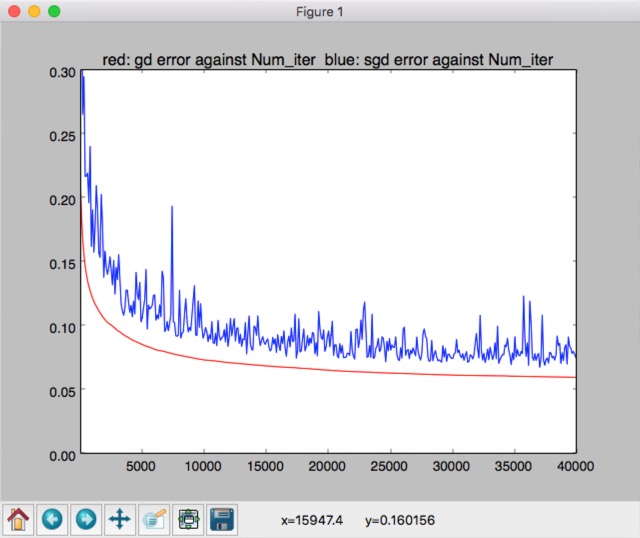 Figure 1
red: gd error against Num_iter  blue: sgd error against Num_iter
0.30
0.25
0.20
0.15
0.10
0.05
0.00
5000 10000 15000 20000 25000 30000 35000 40000
x=15947.4 y=0.160156